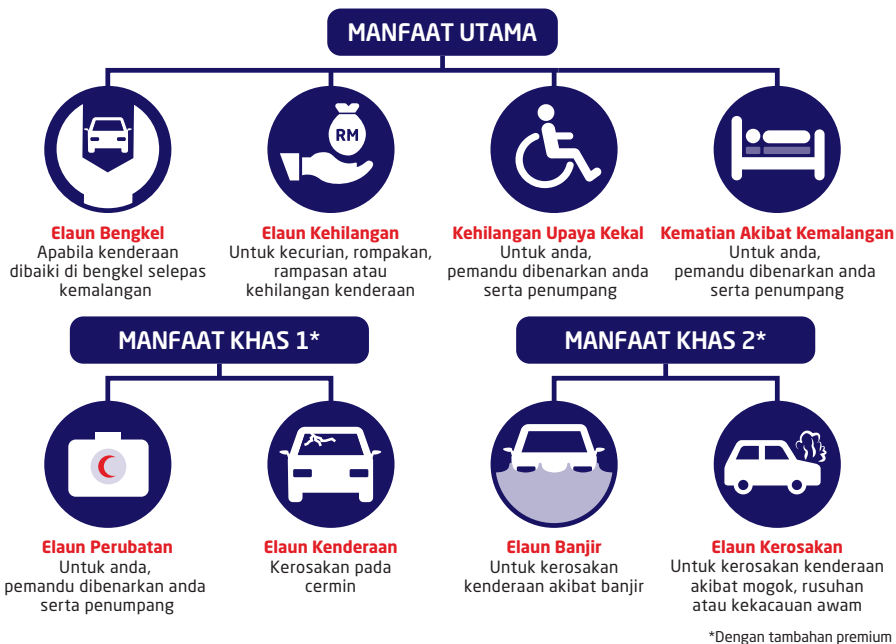 MANFAAT UTAMA
RM
Elaun Bengkel
Apabila kenderaan
dibaiki di bengkel selepas
kemalangan
Elaun Kehilangan
Untuk kecurian, rompakan,
rampasan atau
kehilangan kenderaan
Kehilangan Upaya Kekal
Untuk anda,
pemandu dibenarkan anda
serta penumpang
Kematian Akibat Kemalangan
Untuk anda,
pemandu dibenarkan anda
serta penumpang
MANFAAT KHAS 1*
MANFAAT KHAS 2*
Elaun Perubatan
Untuk anda,
pemandu dibenarkan anda
serta penumpang
Elaun Kenderaan
Kerosakan pada
cermin
Elaun Banjir
Untuk kerosakan
kenderaan akibat banjir
Elaun Kerosakan
Untuk kerosakan kenderaan
akibat mogok, rusuhan
atau kekacauan awam
*Dengan tambahan premium